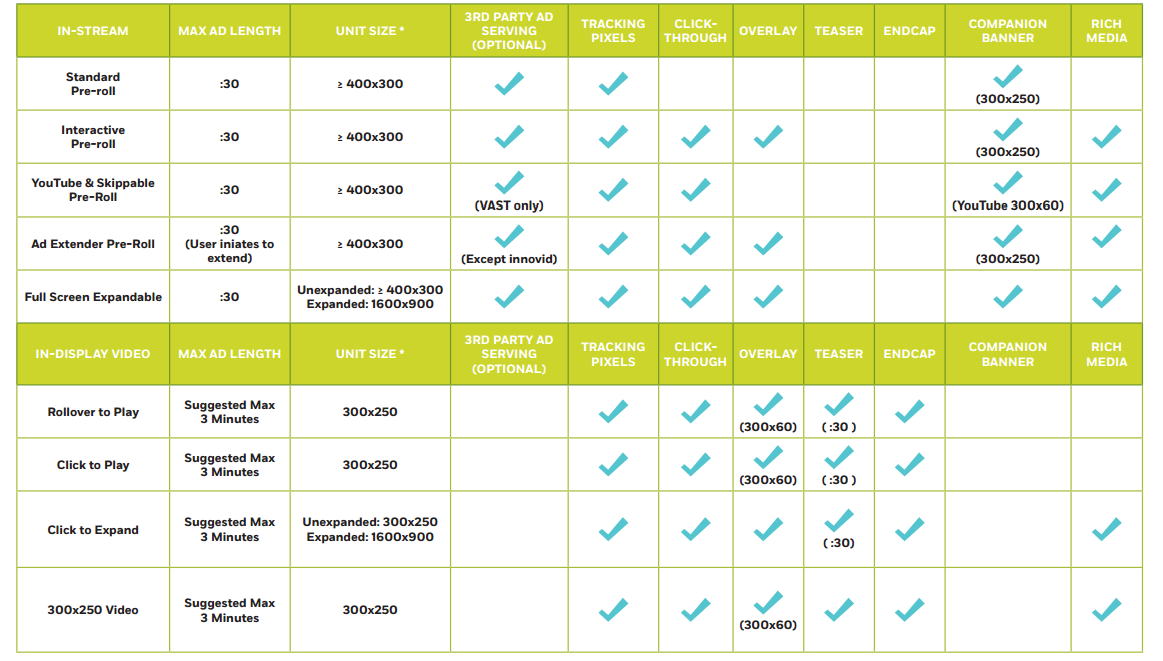 IN-STREAM MAX AD LENGTH UNIT SIZE * 3RD PARTY AD SERVING (OPTIONAL) TRACKING PIXELS CLICK-THROUGH OVERLAY TEASER ENDCAP COMPANION BANNER RICH MEDIA
Standard Pre-roll :30 ≥ 400x300 ✓ ✓ ✓ (300x250)
Interactive Pre-roll :30 ≥ 400x300 ✓ ✓ ✓ ✓ ✓ (300x250) ✓
YouTube & Skippable Pre-Roll :30 ≥ 400x300 ✓ (VAST only) ✓ ✓ ✓ (YouTube 300x60) ✓
Ad Extender Pre-Roll :30 (User iniates to extend) ≥ 400x300 ✓ (Except innovid) ✓ ✓ ✓ ✓ (300x250) ✓
Full Screen Expandable :30 Unexpanded: ≥ 400x300 Expanded: 1600x900 ✓ ✓ ✓ ✓ ✓ ✓
IN-DISPLAY VIDEO MAX AD LENGTH UNIT SIZE * 3RD PARTY AD SERVING (OPTIONAL) TRACKING PIXELS CLICK-THROUGH OVERLAY TEASER ENDCAP COMPANION BANNER RICH MEDIA
Rollover to Play Suggested Max 3 Minutes 300x250 ✓ ✓ ✓ (300x60) ✓ ( :30 ) ✓
Click to Play Suggested Max 3 Minutes 300x250 ✓ ✓ ✓ (300x60) ✓ ( :30 ) ✓
Click to Expand Suggested Max 3 Minutes Unexpanded: 300x250 Expanded: 1600x900 ✓ ✓ ✓ ✓ ( :30) ✓ ✓
300x250 Video Suggested Max 3 Minutes 300x250 ✓ ✓ ✓ (300x60) ✓ ✓ ✓